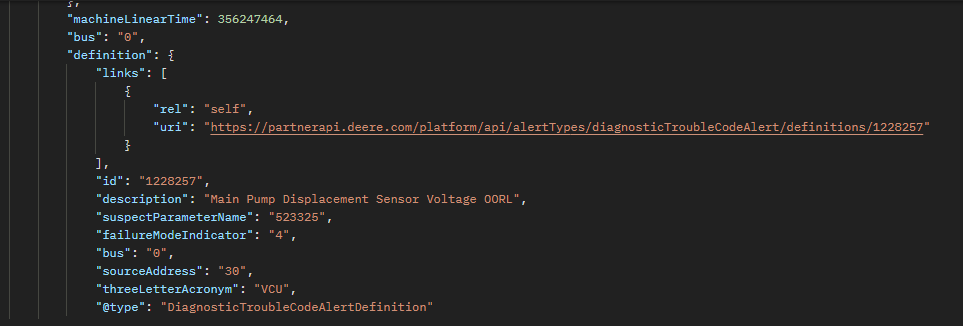 },
"machineLinearTime": 356247464,
"bus": "0",
"definition": {
"links": [
{
"rel": "self",
"uri": "https://partnerapi.deere.com/platform/api/alertTypes/diagnosticTroubleCodeAlert/definitions/1228257"
}
],
"id": "1228257",
"description": "Main Pump Displacement Sensor Voltage OORL",
"suspectParameterName": "523325",
"failureModeIndicator": "4",
"bus": "0",
"sourceAddress": "30",
"threeLetterAcronym": "VCU",
"@type": "DiagnosticTroubleCodeAlertDefinition"